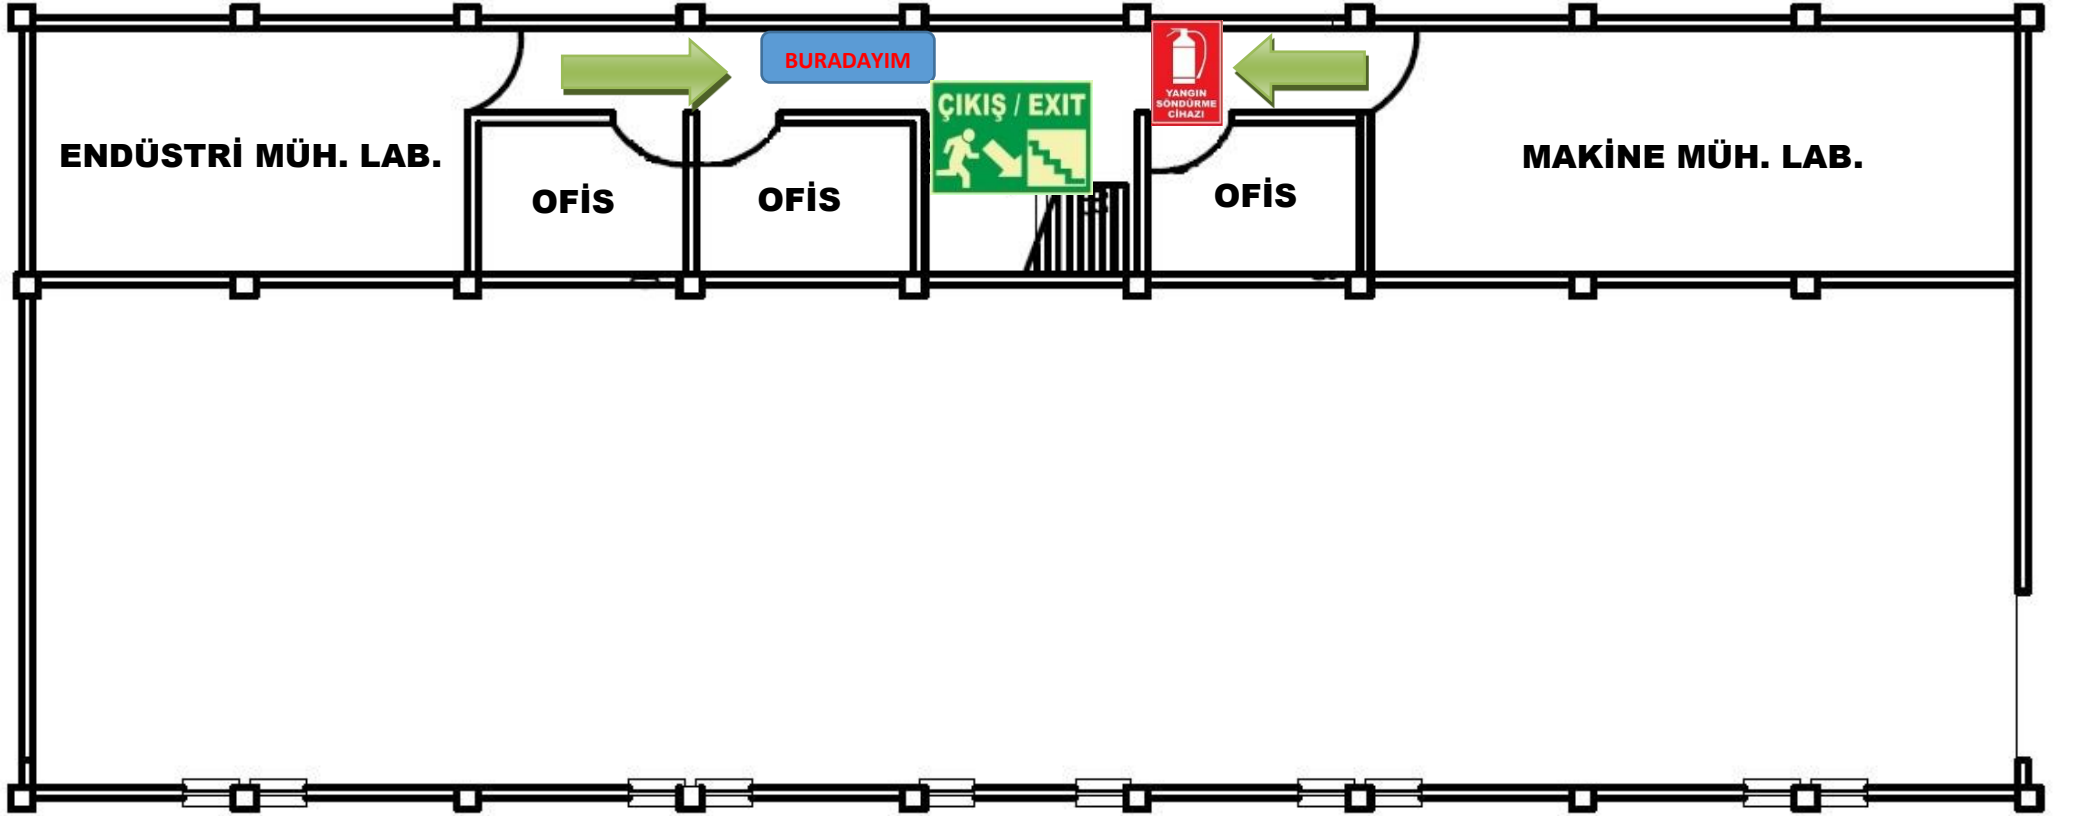 BURADAYIM
ÇIKIŞ / EXIT
YANGIN
SÖNDÜRME
CİHAZI
ENDÜSTRİ MÜH. LAB.
OFİS
OFİS
OFİS
MAKİNE MÜH. LAB.